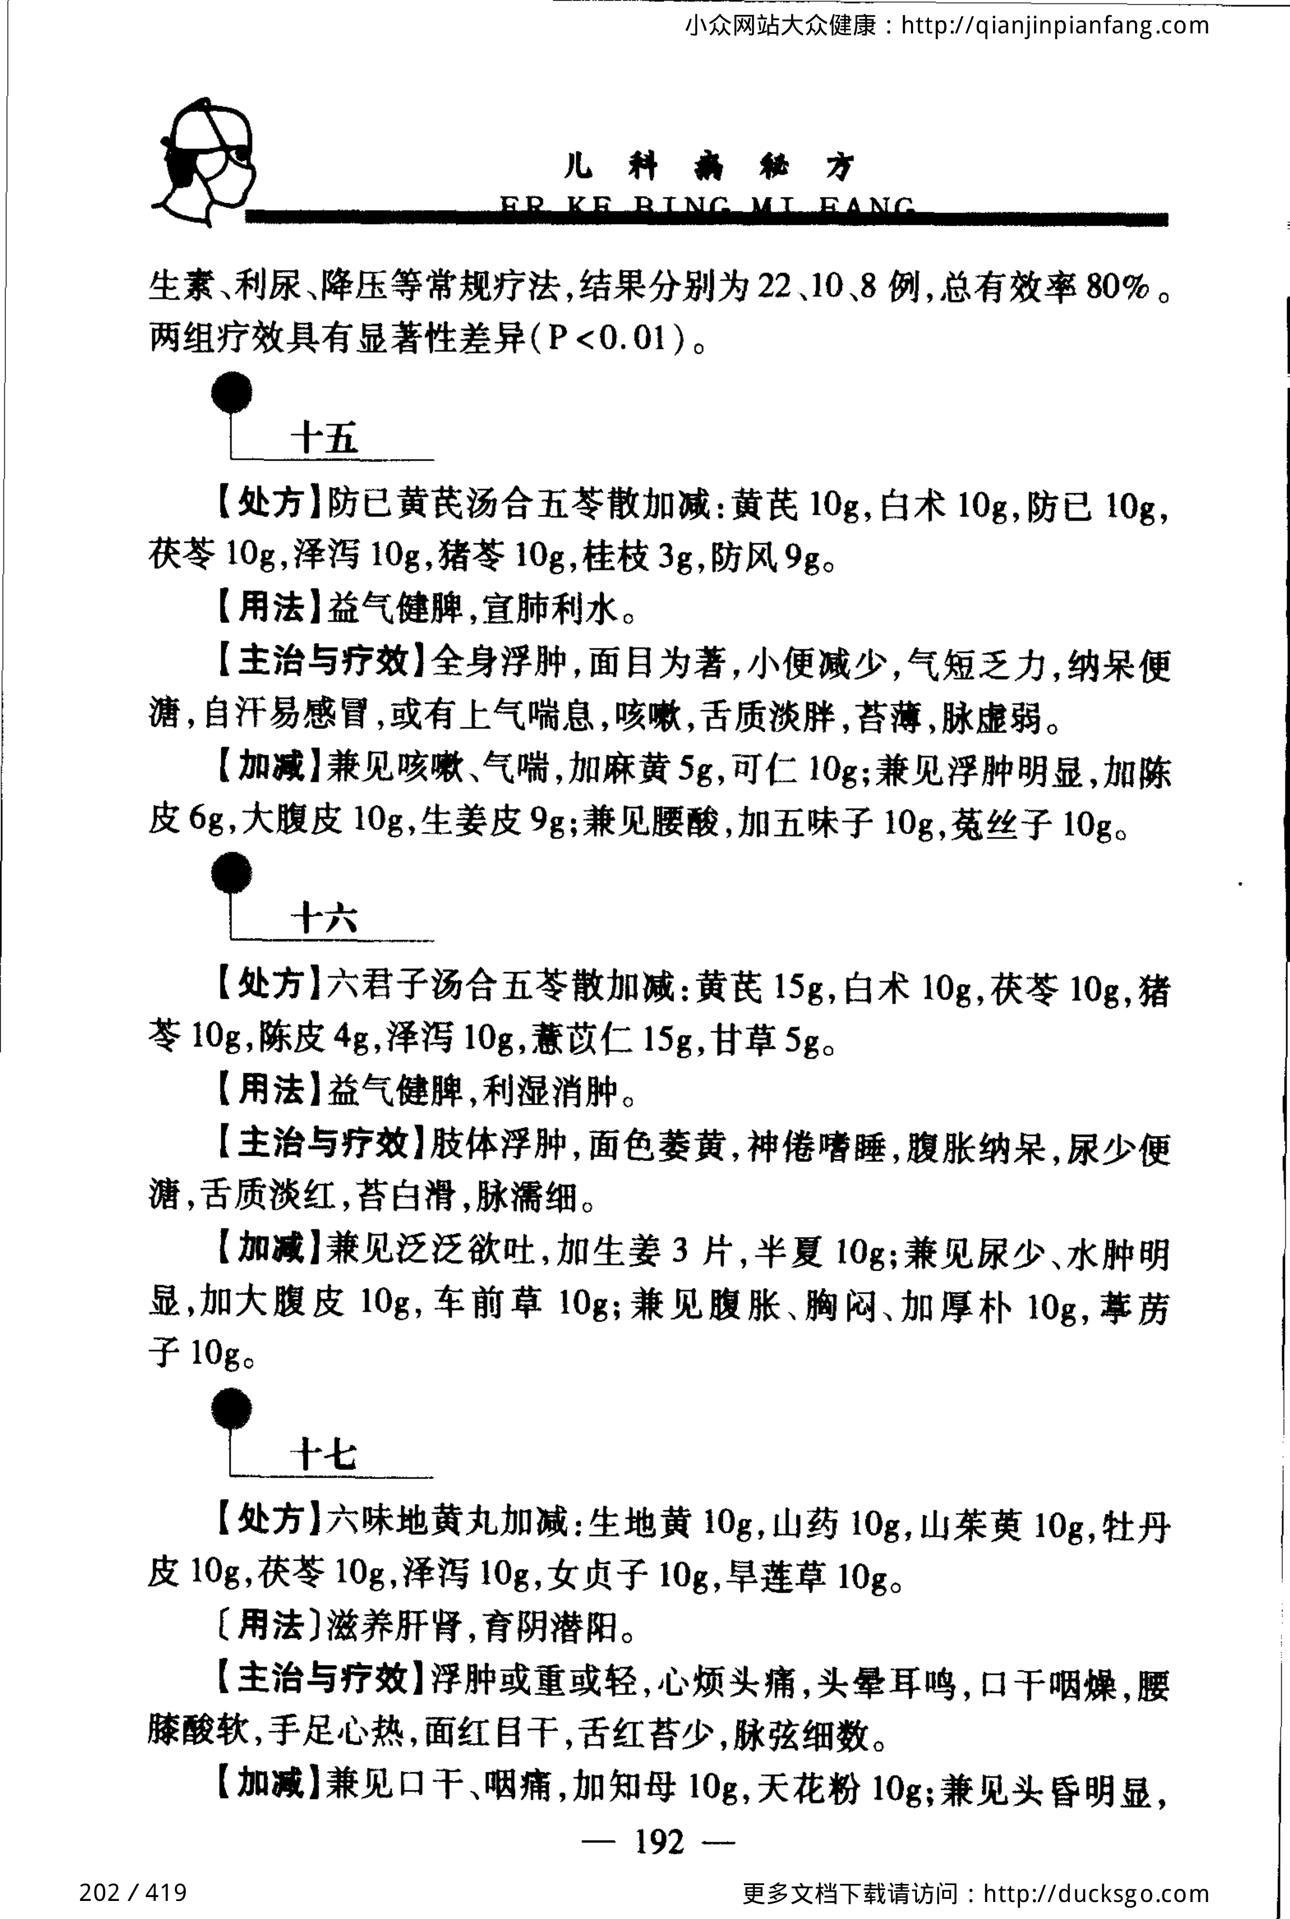 小众网站大众健康：http://qianjinpianfang.com
儿科病秘方
ER KE BING MI FANG
生素、利尿、降压等常规疗法,结果分别为22、10、8 例,总有效率80%。
两组疗效具有显著性差异(P<0.01)。
十五
【处方】防已黄芪汤合五苓散加减:黄芪 10g,白术 10g,防已 10g,
茯苓 10g,泽泻 10g,猪苓 10g,桂枝 3g,防风9g。
【用法】益气健脾,宜肺利水。
【主治与疗效】全身浮肿,面目为著,小便减少,气短乏力,纳呆便
溏,自汗易感冒,或有上气喘息,咳嗽,舌质淡胖,苔薄,脉虚弱。
【加减】兼见咳嗽、气喘,加麻黄5g,可仁 10g;兼见浮肿明显,加陈
皮6g,大腹皮 10g,生姜皮9g;兼见腰酸,加五味子 10g,菟丝子 10g。
十六
【处方】六君子汤合五苓散加减:黄芪 15g,白术 10g,茯苓 10g,猪
苓 10g,陈皮 4g,泽泻 10g,薏苡仁 15g,甘草 5g。
【用法】益气健脾,利湿消肿。
【主治与疗效】肢体浮肿,面色萎黄,神倦嗜睡,腹胀纳呆,尿少便
溏,舌质淡红,苔白滑,脉濡细。
【加减】兼见泛泛欲吐,加生姜 3 片,半夏 10g;兼见尿少、水肿明
显,加大腹皮 10g,车前草 10g;兼见腹胀、胸闷、加厚朴 10g,葶苈
子 10g。
十七
【处方】六味地黄丸加减:生地黄 10g,山药 10g,山茱萸 10g,牡丹
皮 10g,茯苓 10g,泽泻 10g,女贞子 10g,旱莲草 10g。
〔用法〕滋养肝肾,育阴潜阳。
【主治与疗效】浮肿或重或轻,心烦头痛,头晕耳鸣,口干咽燥,腰
膝酸软,手足心热,面红目干,舌红苔少,脉弦细数。
【加减】兼见口干、咽痛,加知母 10g,天花粉 10g;兼见头昏明显,
— 192 —
202 / 419
更多文档下载请访问：http://ducksgo.com